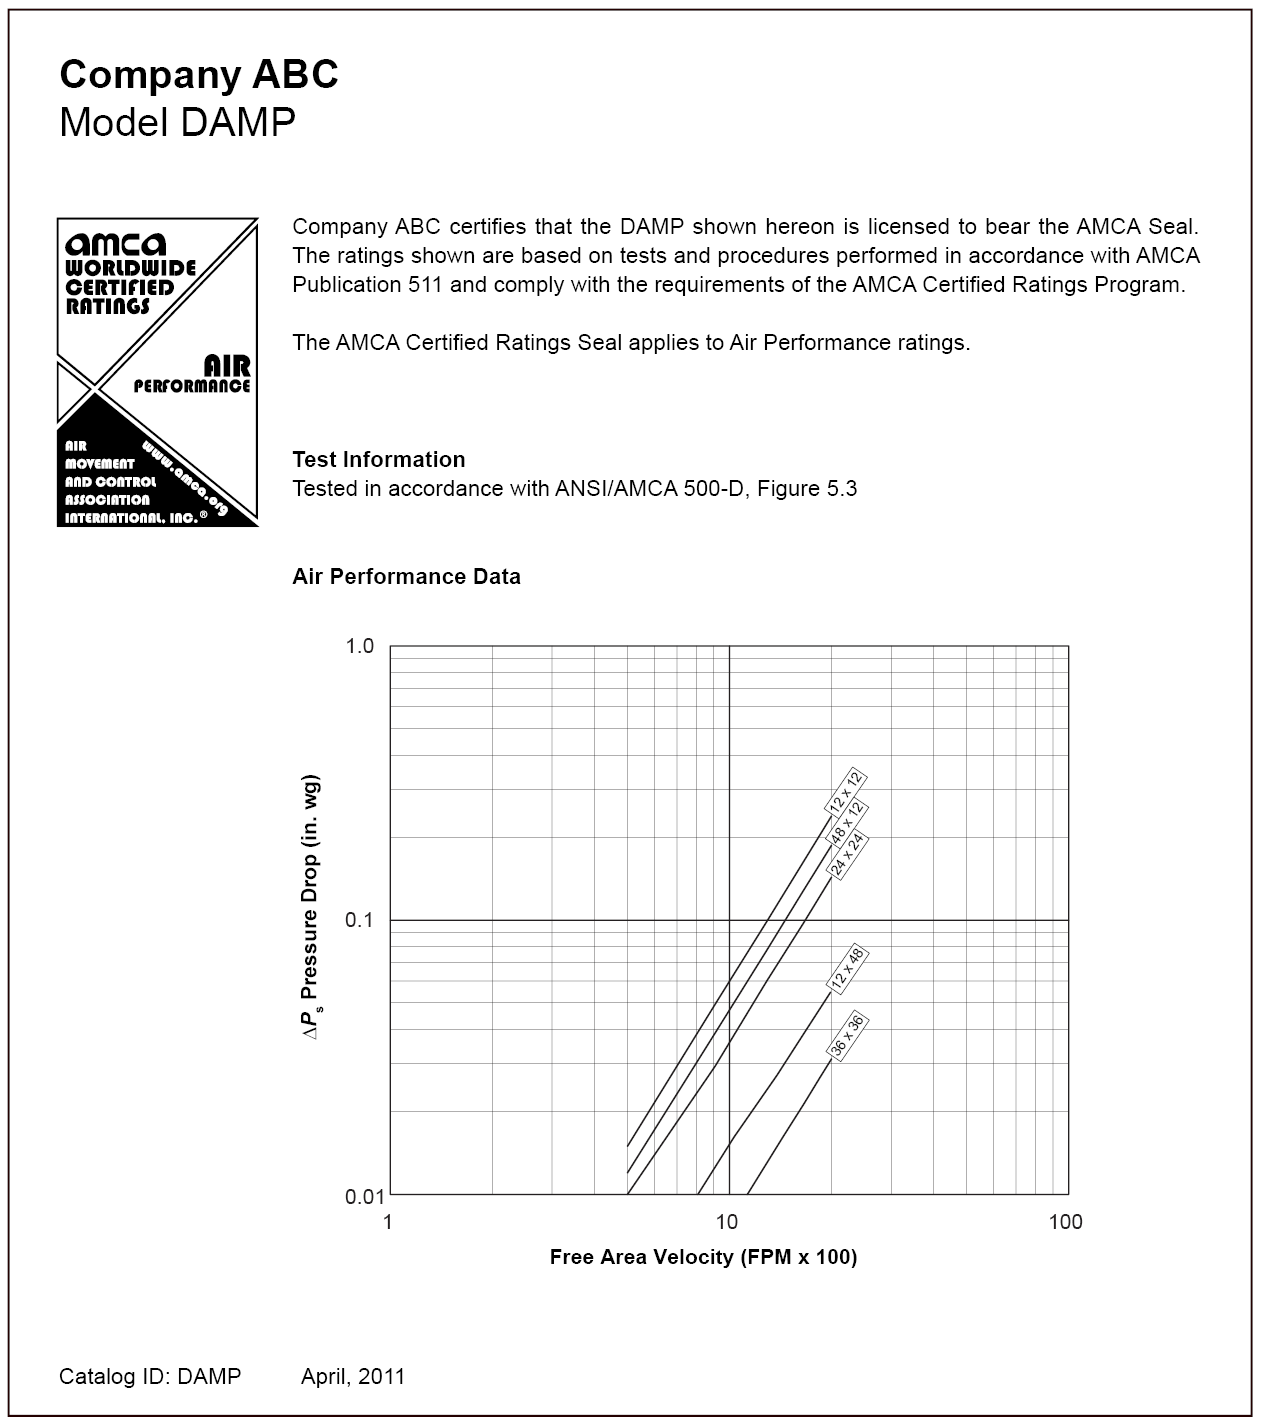 Company ABC
Model DAMP
amca
WORLDWIDE
CERTIFIED
RATINGS
AIR
PERFORMANCE
AIR
MOVEMENT
AND CONTROL
ASSOCIATION
INTERNATIONAL, INC.®
www.amca.org
Company ABC certifies that the DAMP shown hereon is licensed to bear the AMCA Seal.
The ratings shown are based on tests and procedures performed in accordance with AMCA
Publication 511 and comply with the requirements of the AMCA Certified Ratings Program.
The AMCA Certified Ratings Seal applies to Air Performance ratings.
Test Information
Tested in accordance with ANSI/AMCA 500-D, Figure 5.3
Air Performance Data
ΔPs Pressure Drop (in. wg)
1.0
0.1
0.01
12 x 12
48 x 12
24 x 24
12 x 48
36 x 36
1
10
100
Free Area Velocity (FPM x 100)
Catalog ID: DAMP
April, 2011